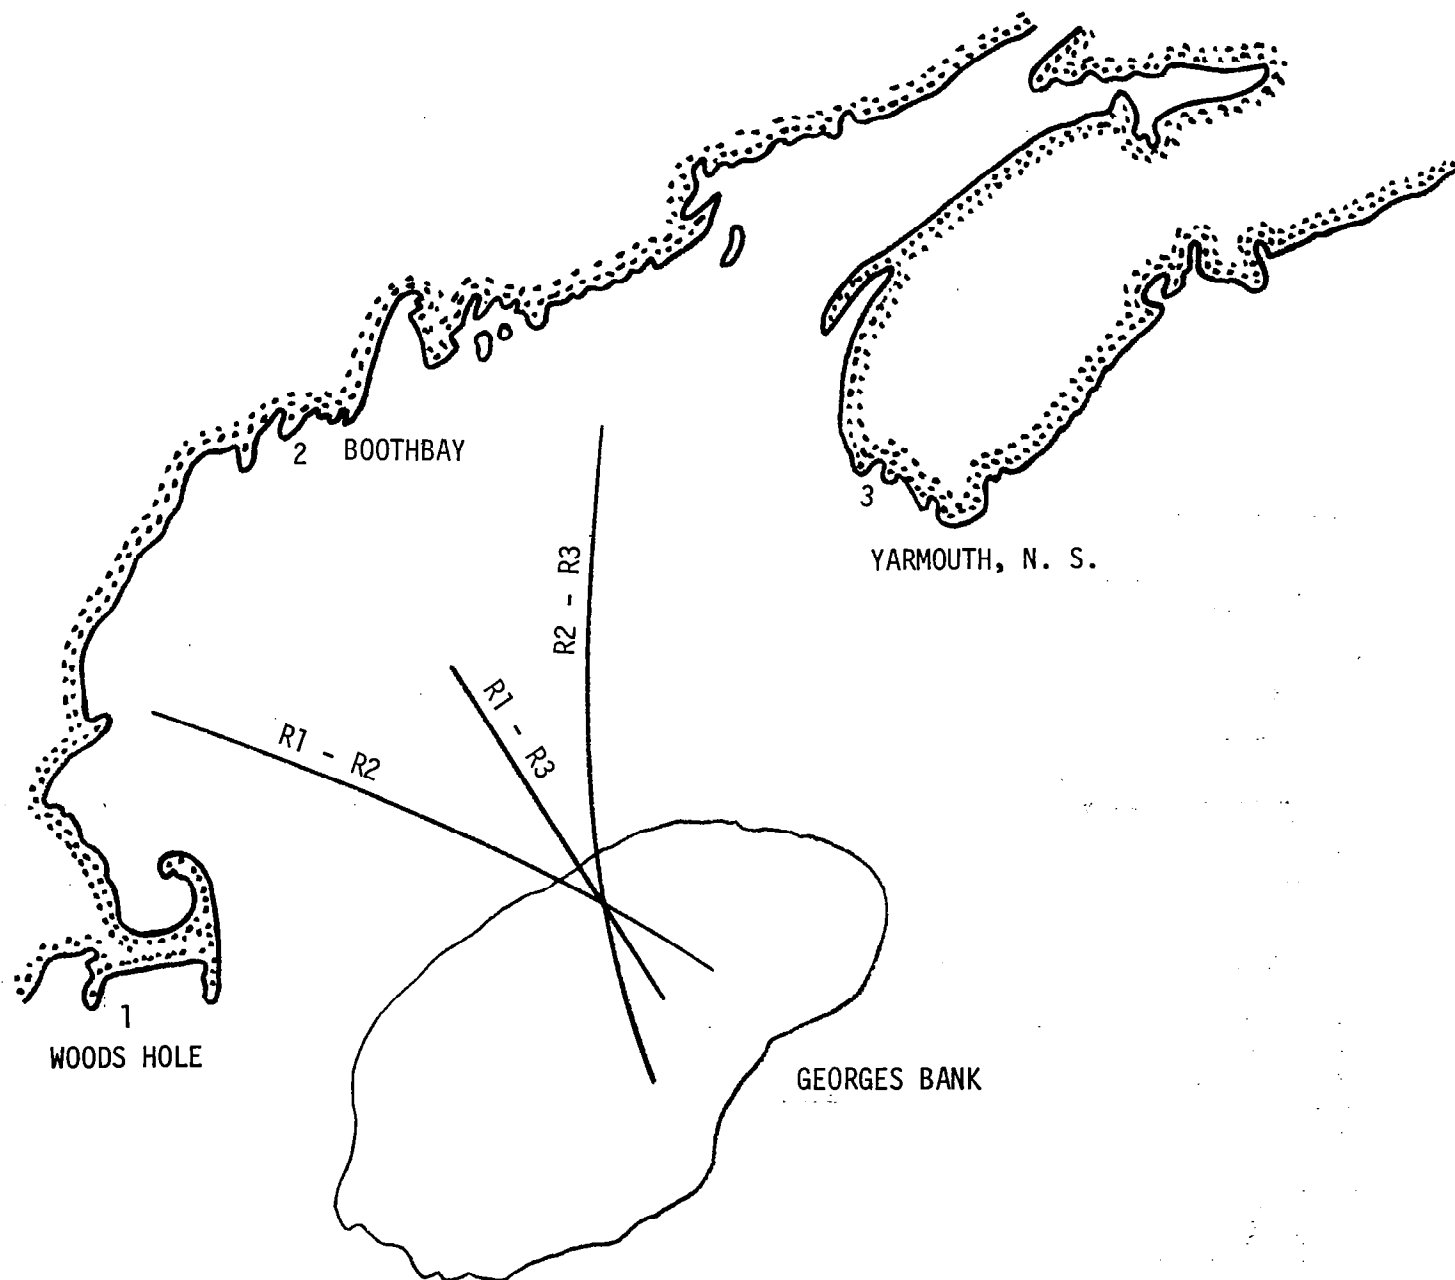 2 BOOTHBAY
3
YARMOUTH, N. S.
R2 - R3
R1 - R3
R1 - R2
1
WOODS HOLE
GEORGES BANK